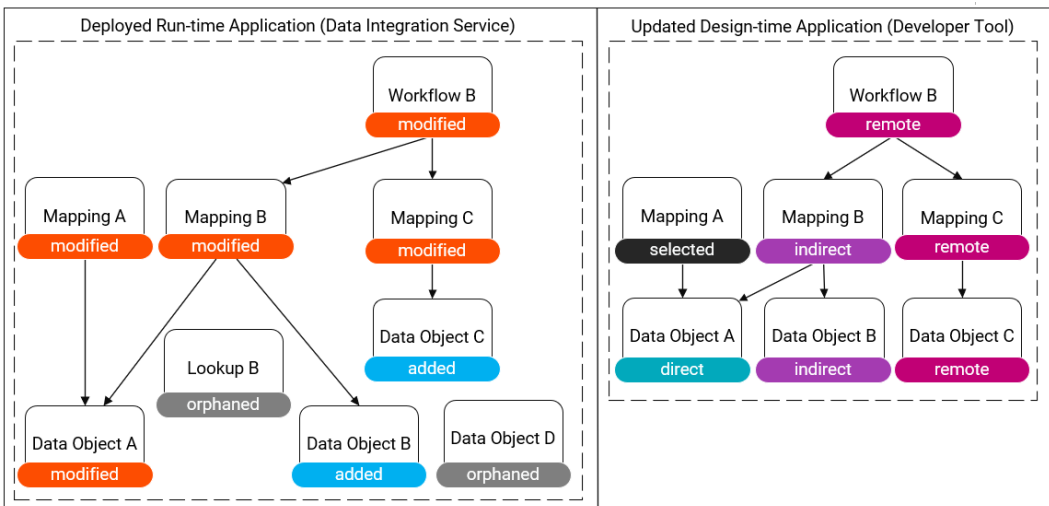 Deployed Run-time Application (Data Integration Service)
Workflow B
modified
Mapping A
modified
Mapping B
modified
Mapping C
modified
Data Object C
added
Lookup B
orphaned
Data Object A
modified
Data Object B
added
Data Object D
orphaned
Updated Design-time Application (Developer Tool)
Workflow B
remote
Mapping A
selected
Mapping B
indirect
Mapping C
remote
Data Object A
direct
Data Object B
indirect
Data Object C
remote